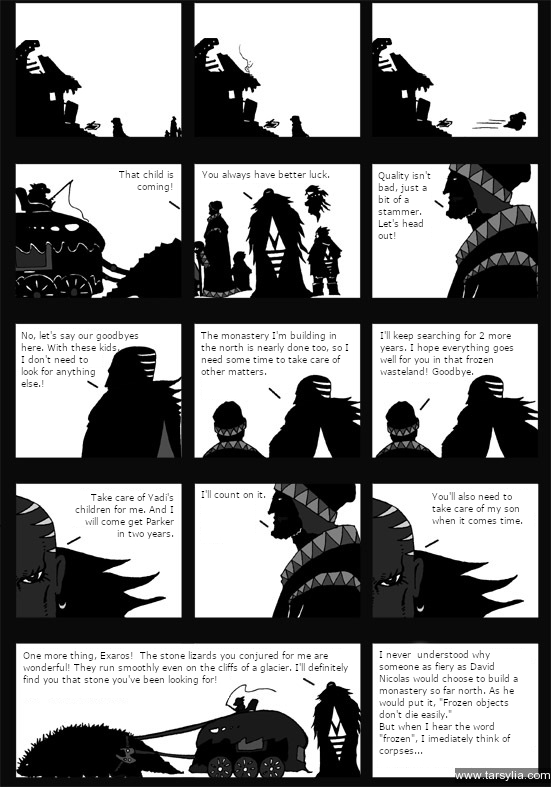 That child is
coming!
You always have better luck.
Quality isn't
bad, just a
bit of a
stammer.
Let's head
out!
No, let's say our goodbyes
here. With these kids,
I don't need to
look for anything
else.!
The monastery I'm building in
the north is nearly done too, so I
need some time to take care of
other matters.
I'll keep searching for 2 more
years. I hope everything goes
well for you in that frozen
wasteland! Goodbye.
Take care of Yadi's
children for me. And I
will come get Parker
in two years.
I'll count on it.
You'll also need to
take care of my son
when it comes time.
One more thing, Exaros! The stone lizards you conjured for me are
wonderful! They run smoothly even on the cliffs of a glacier. I'll definitely
find you that stone you've been looking for!
I never understood why
someone as fiery as David
Nicolas would choose to build a
monastery so far north. As he
would put it, "Frozen objects
don't die easily."
But when I hear the word
"frozen", I imediately think of
corpses...
www.tarsylia.com